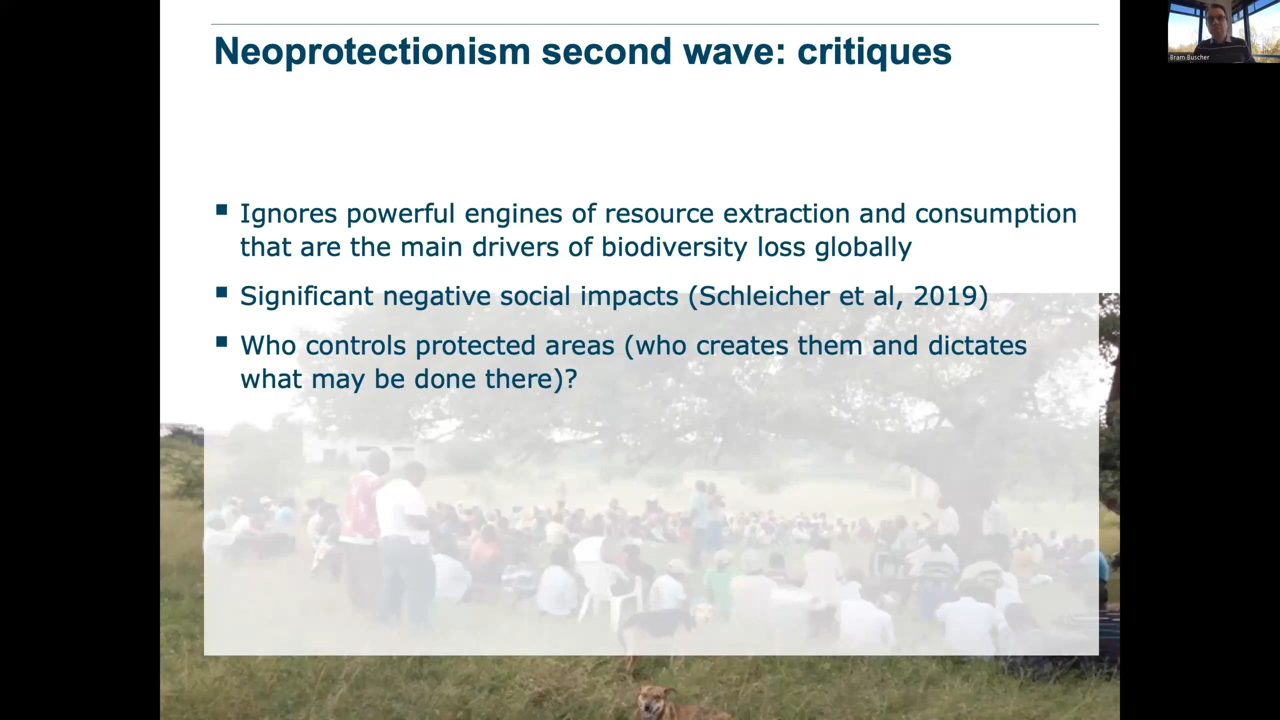 Neoprotectionism second wave: critiques
Bram Buscher
Ignores powerful engines of resource extraction and consumption
that are the main drivers of biodiversity loss globally
Significant negative social impacts (Schleicher et al, 2019)
Who controls protected areas (who creates them and dictates
what may be done there)?